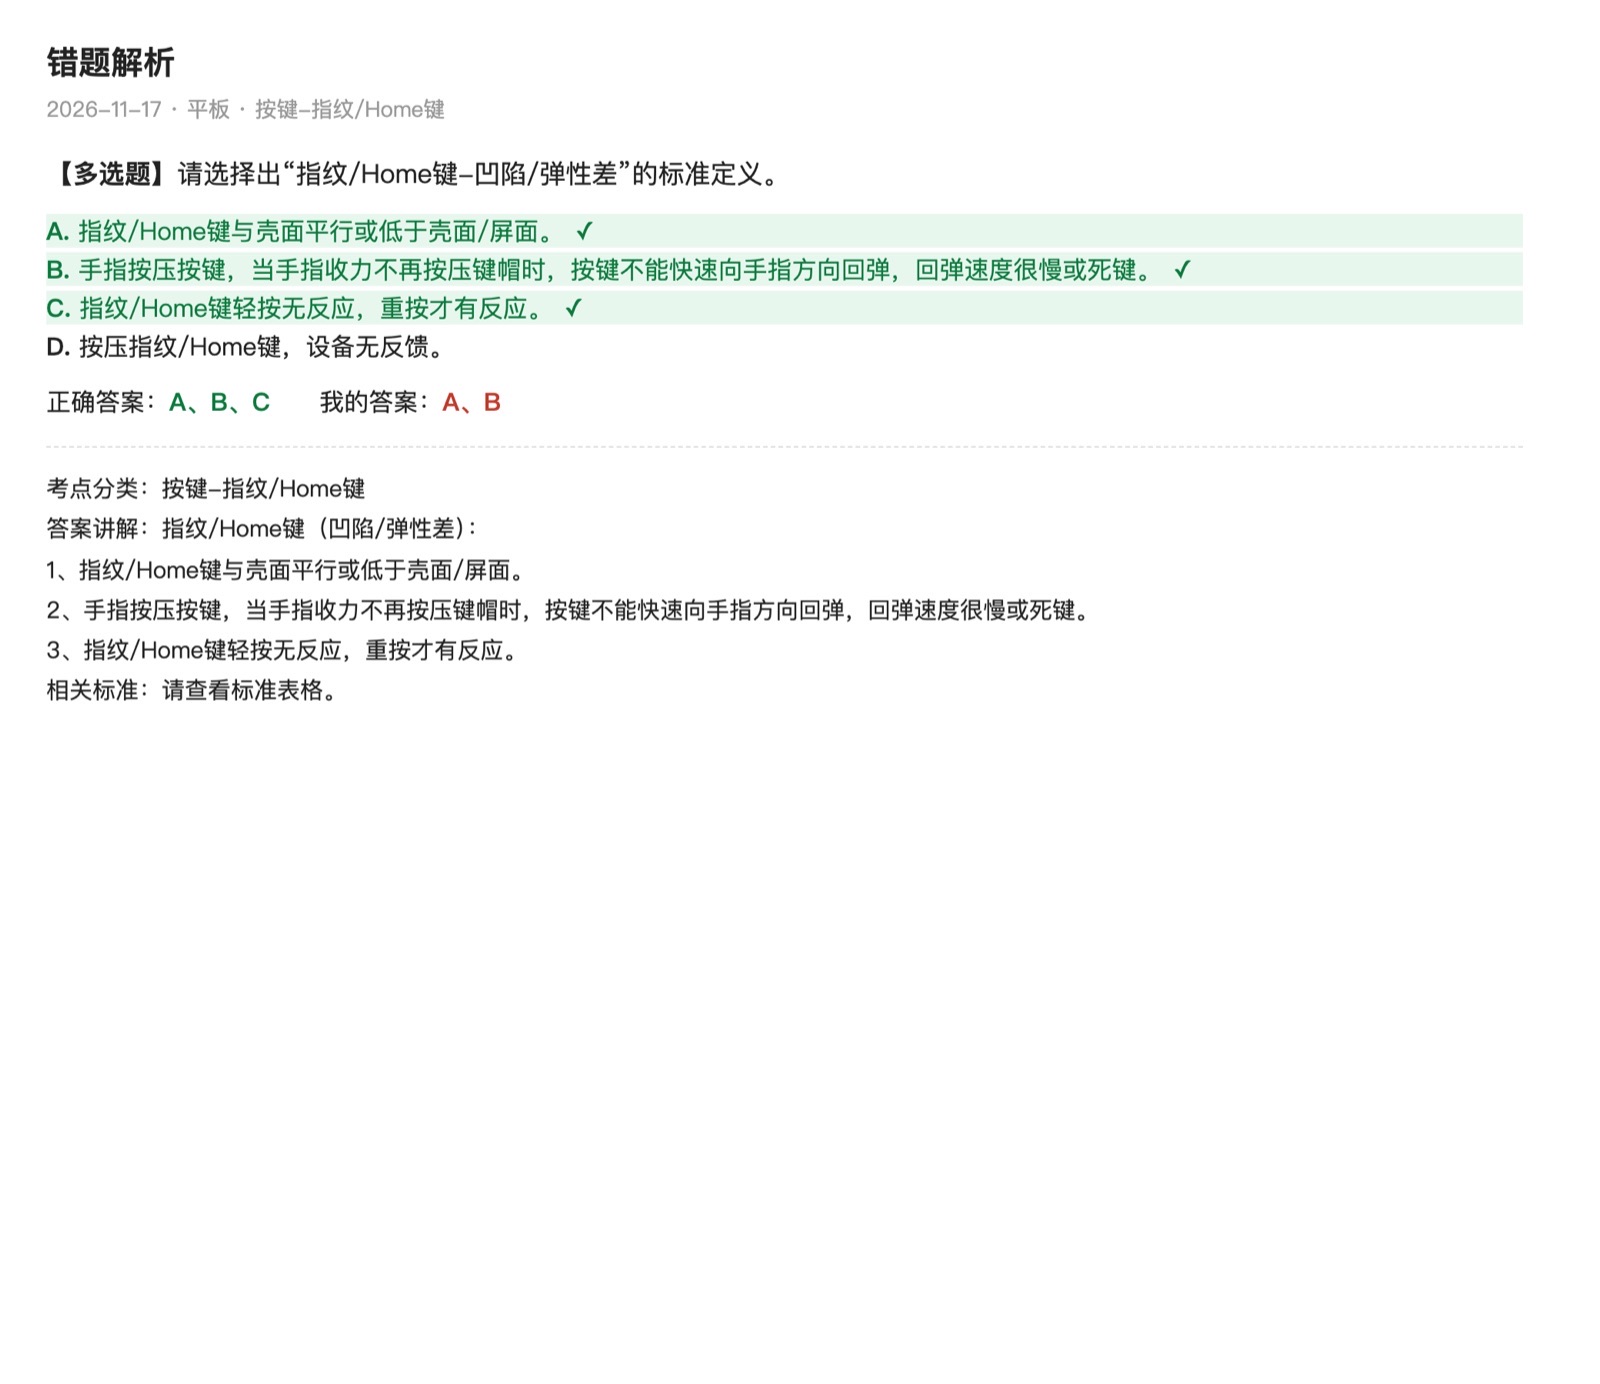 错题解析
2026-11-17 · 平板 · 按键-指纹/Home键
【多选题】请选择出“指纹/Home键-凹陷/弹性差”的标准定义。
A. 指纹/Home键与壳面平行或低于壳面/屏面。 ✓
B. 手指按压按键，当手指收力不再按压键帽时，按键不能快速向手指方向回弹，回弹速度很慢或死键。 ✓
C. 指纹/Home键轻按无反应，重按才有反应。 ✓
D. 按压指纹/Home键，设备无反馈。
正确答案：A、B、C 我的答案：A、B
考点分类：按键-指纹/Home键
答案讲解：指纹/Home键（凹陷/弹性差）：
1、指纹/Home键与壳面平行或低于壳面/屏面。
2、手指按压按键，当手指收力不再按压键帽时，按键不能快速向手指方向回弹，回弹速度很慢或死键。
3、指纹/Home键轻按无反应，重按才有反应。
相关标准：请查看标准表格。